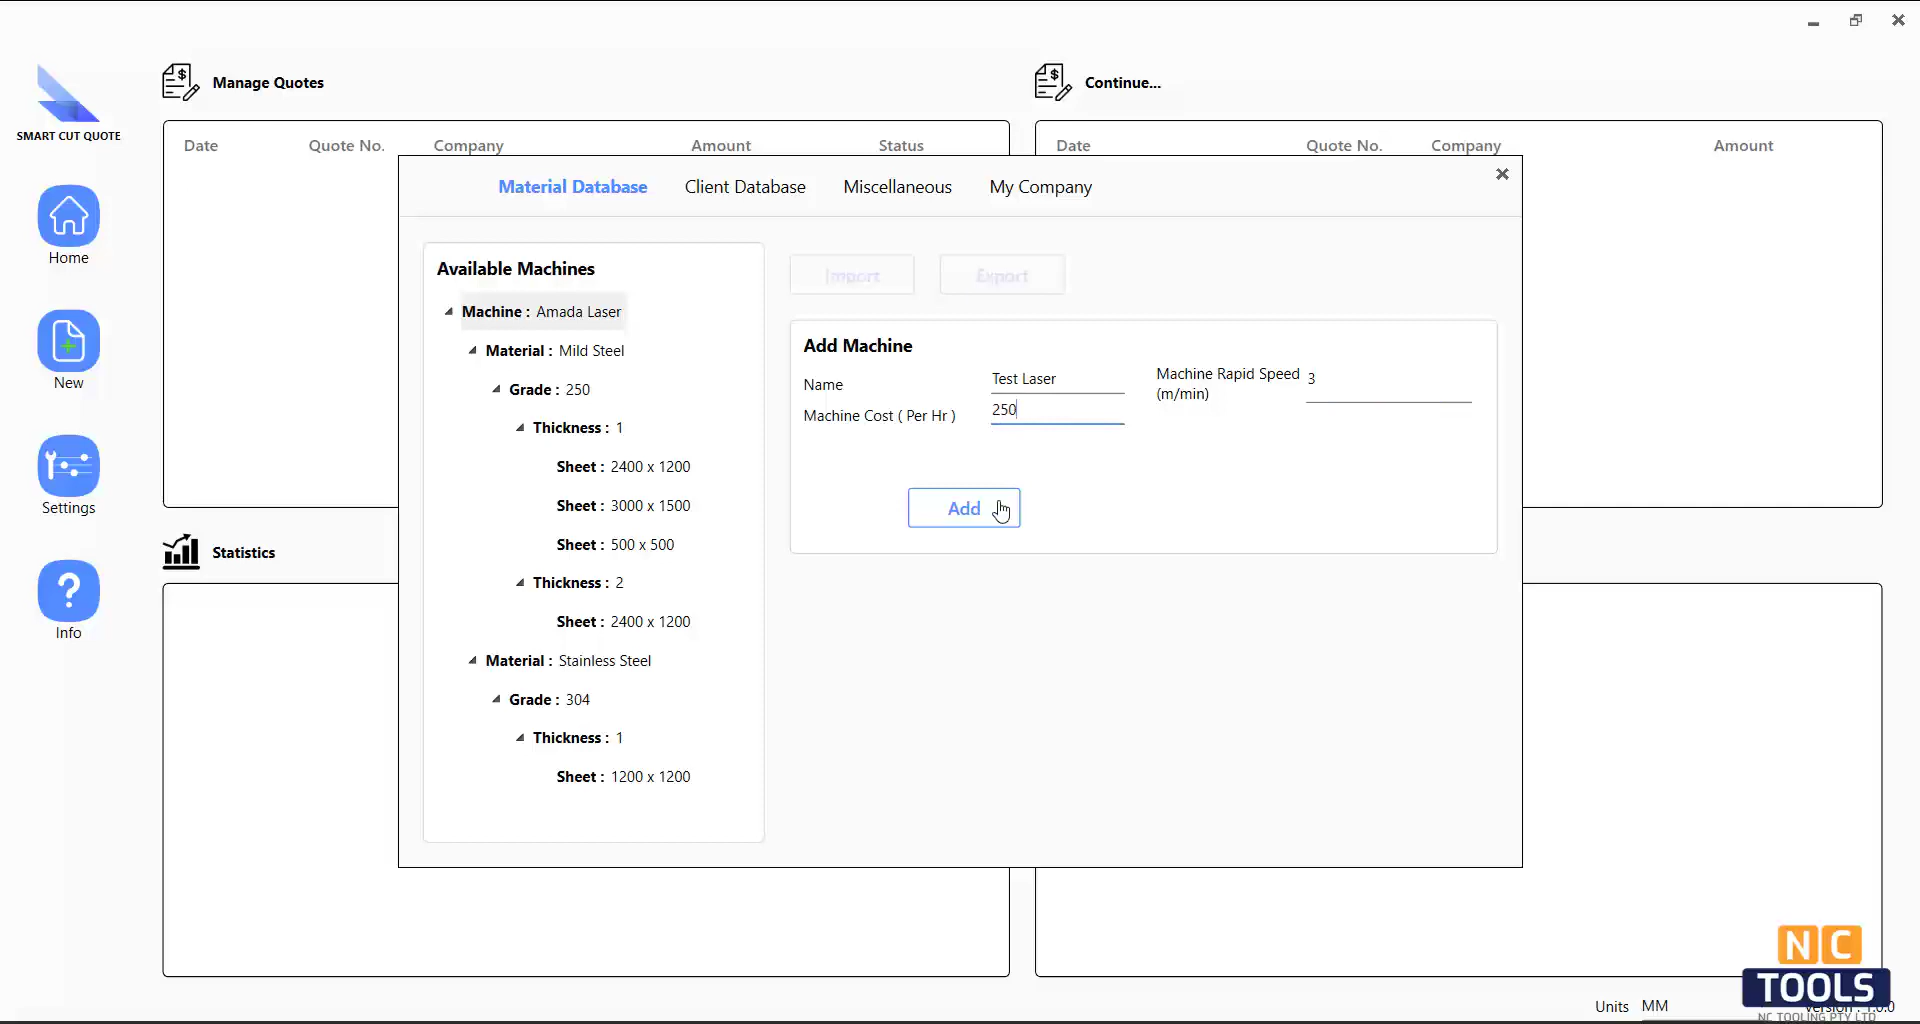 SMART CUT QUOTE
Home
New
Settings
Info
Manage Quotes
Date Quote No. Company Amount Status
Continue...
Date Quote No. Company Amount
Statistics
Material Database Client Database Miscellaneous My Company
Available Machines
Machine : Amada Laser
Material : Mild Steel
Grade : 250
Thickness : 1
Sheet : 2400 x 1200
Sheet : 3000 x 1500
Sheet : 500 x 500
Thickness : 2
Sheet : 2400 x 1200
Material : Stainless Steel
Grade : 304
Thickness : 1
Sheet : 1200 x 1200
Import Export
Add Machine
Name Test Laser
Machine Rapid Speed 3
(m/min)
Machine Cost ( Per Hr ) 250
Add
Units MM
NC
TOOLS
NC TOOLING PTY LTD